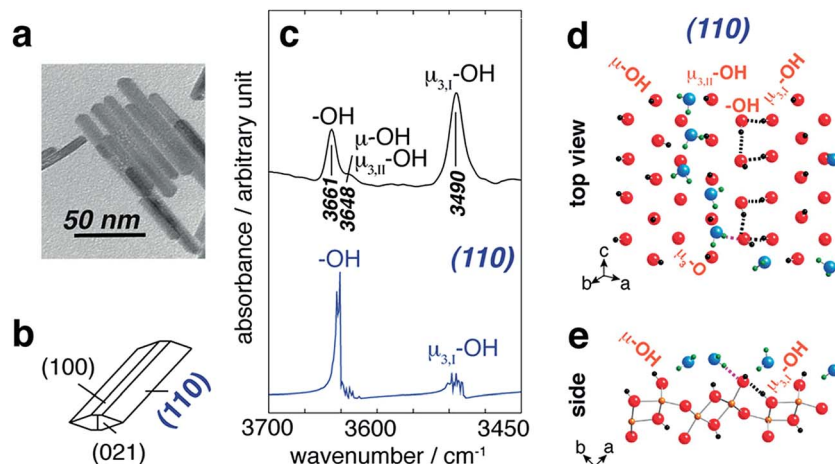 a
50 nm
b
(100)
(110)
(021)
c
absorbance / arbitrary unit
-OH
μ-OH
μ3,II-OH
μ3,I-OH
3661
3648
3490
-OH
(110)
μ3,I-OH
3700
3600
3450
wavenumber / cm⁻¹
d
(110)
top view
μ-OH
μ3,II-OH
-OH
μ3,I-OH
μ3-O
c
b
a
e
side
μ-OH
μ3,I-OH
b
a